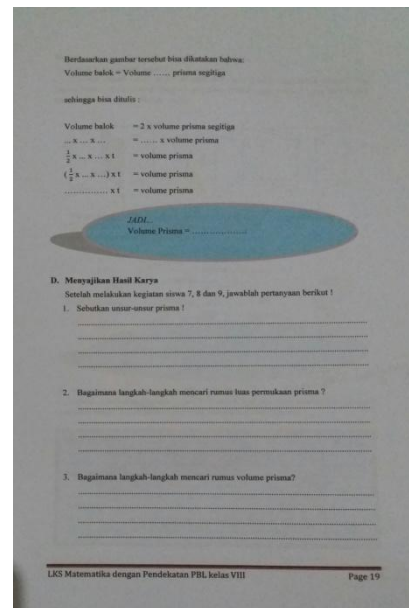 Berdasarkan gambar tersebut bisa dikatakan bahwa:
Volume balok = Volume ...... prisma segitiga
sehingga bisa ditulis :
Volume balok = 2 x volume prisma segitiga
... x ... x ... = ...... x volume prisma
1/2 x ... x ... x t = volume prisma
(1/2 x ... x ...) x t = volume prisma
............... x t = volume prisma
JADI...
Volume Prisma = ...................
D. Menyajikan Hasil Karya
Setelah melakukan kegiatan siswa 7, 8 dan 9, jawablah pertanyaan berikut !
1. Sebutkan unsur-unsur prisma !
2. Bagaimana langkah-langkah mencari rumus luas permukaan prisma ?
3. Bagaimana langkah-langkah mencari rumus volume prisma?
LKS Matematika dengan Pendekatan PBL kelas VIII Page 19